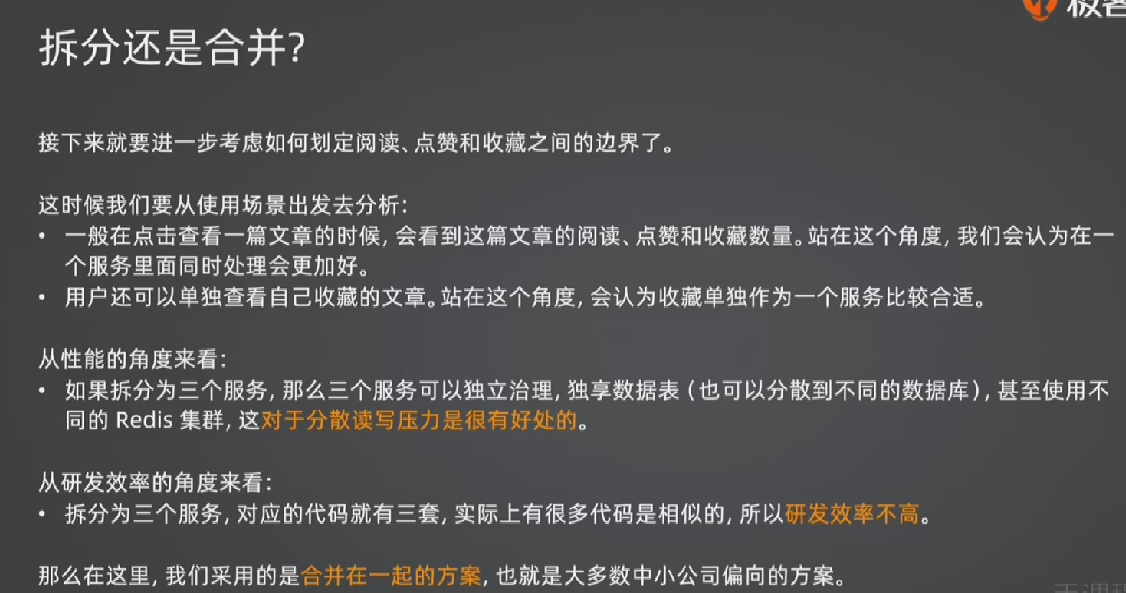 极客
拆分还是合并?
接下来就要进一步考虑如何划定阅读、点赞和收藏之间的边界了。
这时候我们要从使用场景出发去分析:
• 一般在点击查看一篇文章的时候, 会看到这篇文章的阅读、点赞和收藏数量。站在这个角度, 我们会认为在一
个服务里面同时处理会更加好。
• 用户还可以单独查看自己收藏的文章。站在这个角度, 会认为收藏单独作为一个服务比较合适。
从性能的角度来看:
• 如果拆分为三个服务, 那么三个服务可以独立治理, 独享数据表 (也可以分散到不同的数据库), 甚至使用不
同的 Redis 集群, 这对于分散读写压力是很有好处的。
从研发效率的角度来看:
• 拆分为三个服务, 对应的代码就有三套, 实际上有很多代码是相似的, 所以研发效率不高。
那么在这里, 我们采用的是合并在一起的方案, 也就是大多数中小公司偏向的方案。